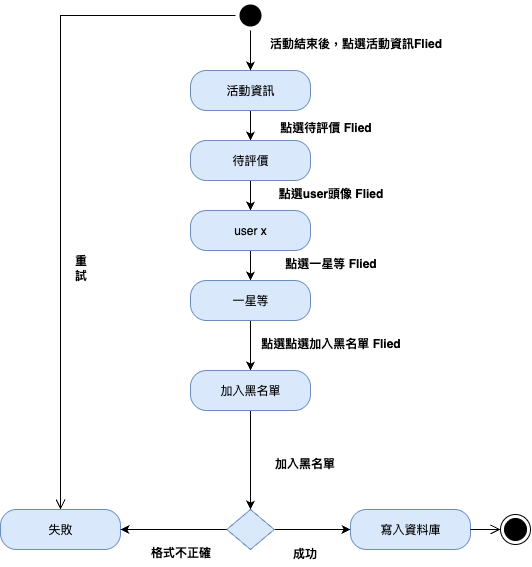 活動結束後，點選活動資訊Flied
活動資訊
點選待評價 Flied
待評價
點選user頭像 Flied
user x
重
試
點選一星等 Flied
一星等
點選點選加入黑名單 Flied
加入黑名單
加入黑名單
失敗
寫入資料庫
格式不正確
成功